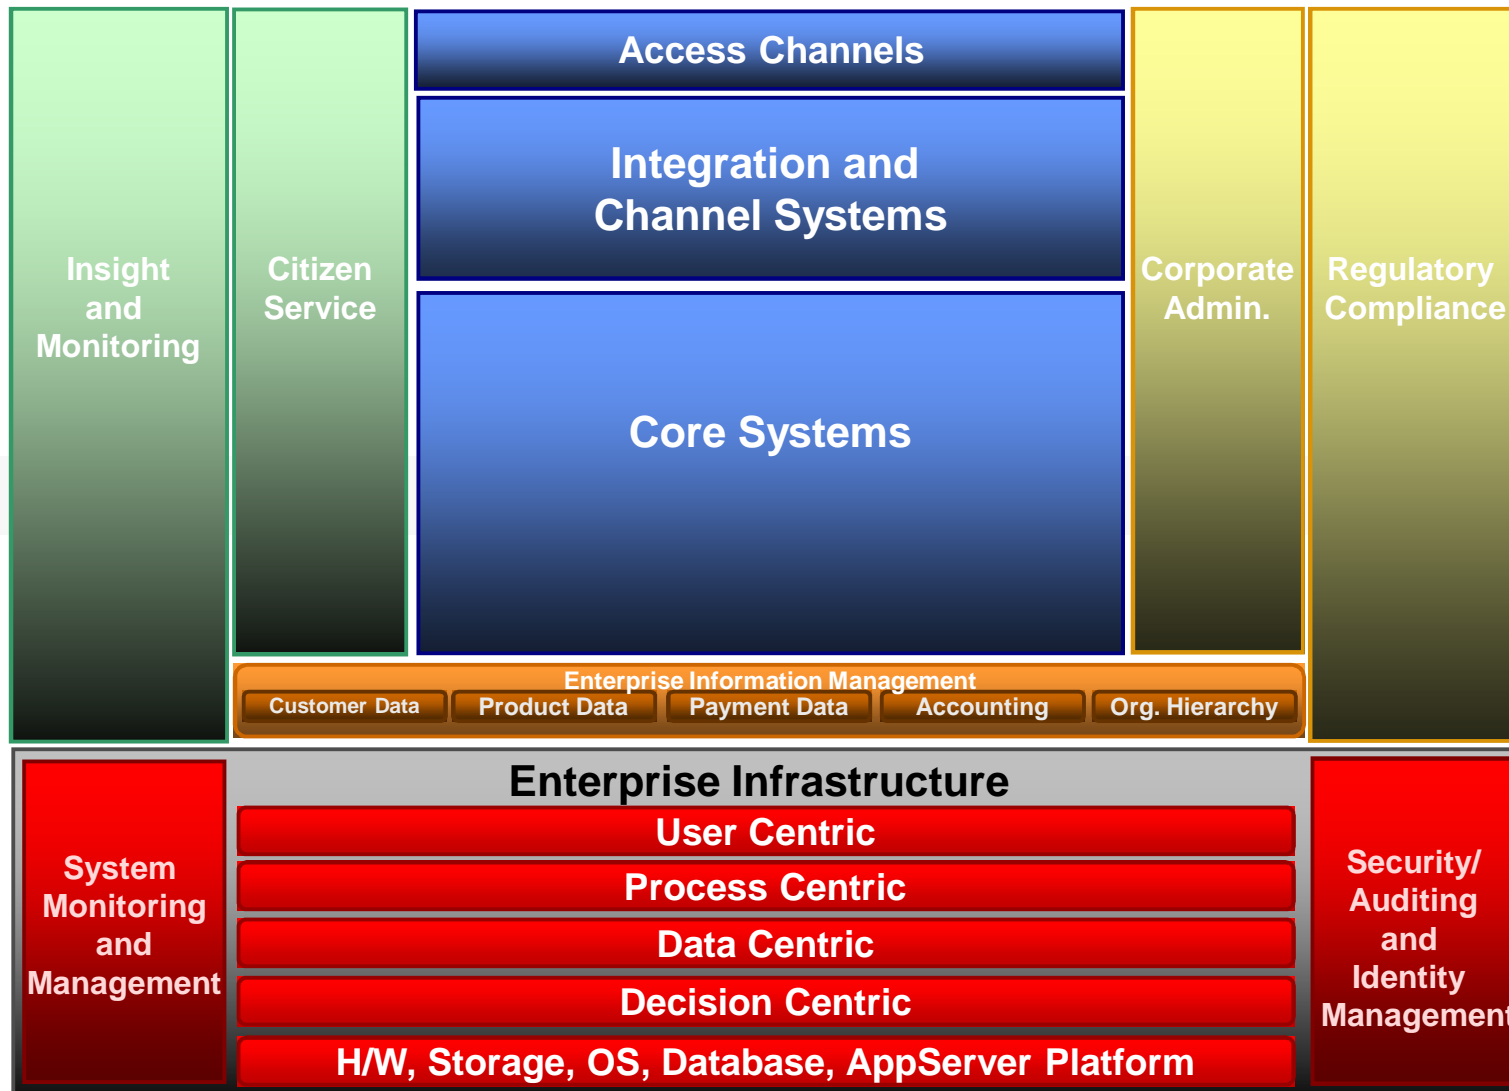 Access Channels
Integration and
Channel Systems
Insight
and
Monitoring
Citizen
Service
Corporate
Admin.
Regulatory
Compliance
Core Systems
Enterprise Information Management
Customer Data
Product Data
Payment Data
Accounting
Org. Hierarchy
Enterprise Infrastructure
User Centric
Process Centric
Data Centric
Decision Centric
H/W, Storage, OS, Database, AppServer Platform
System
Monitoring
and
Management
Security/
Auditing
and
Identity
Management